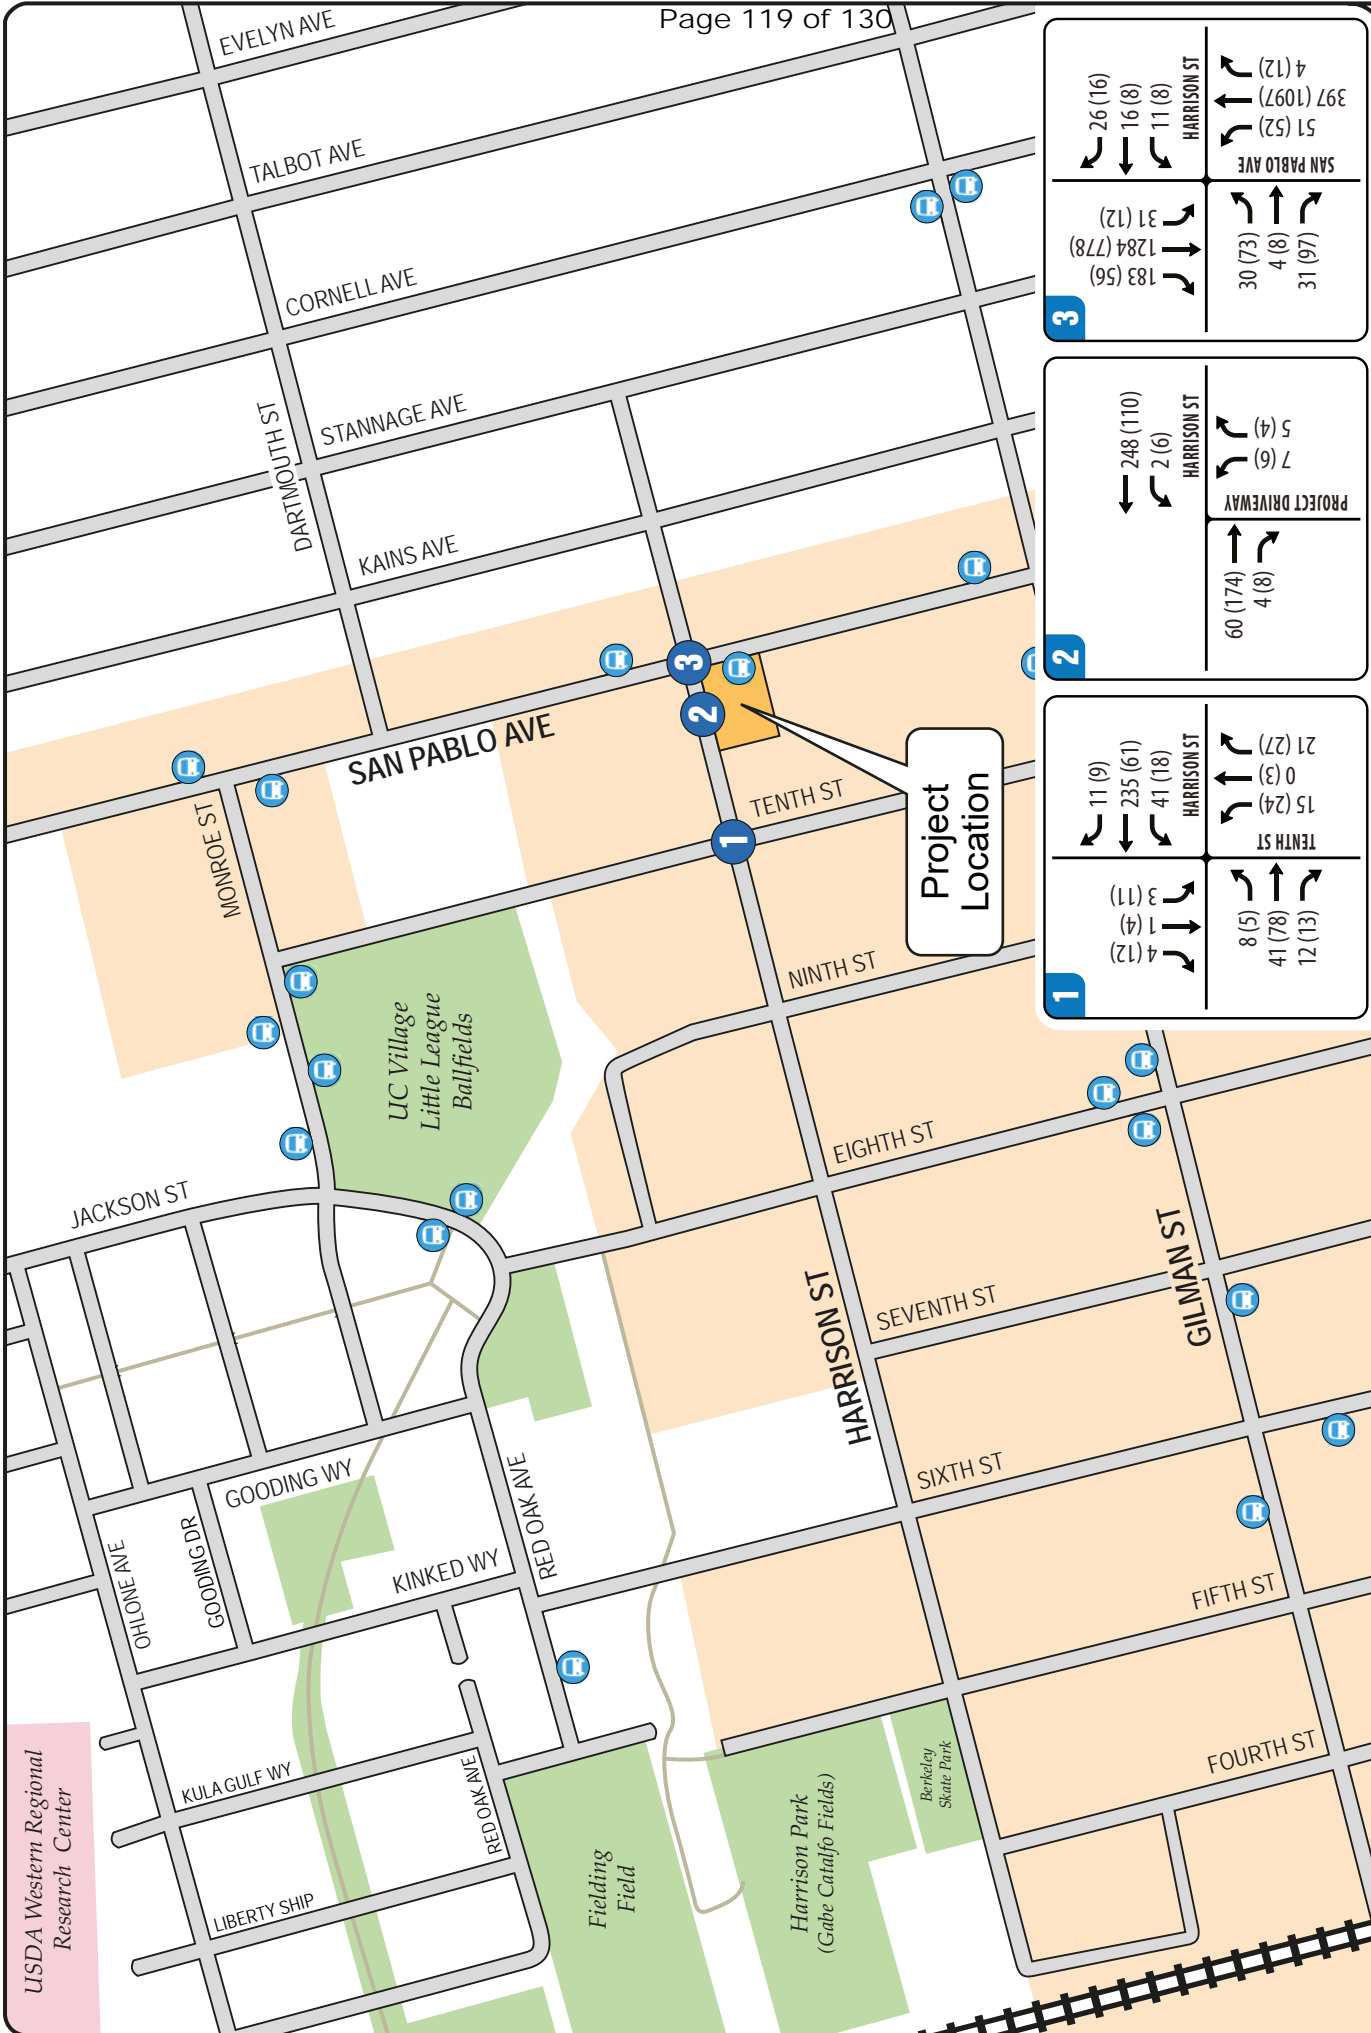 Page 119 of 130
EVELYN AVE
TALBOT AVE
CORNELL AVE
STANNAGE AVE
KAINS AVE
DARTMOUTH ST
SAN PABLO AVE
MONROE ST
TENTH ST
NINTH ST
EIGHTH ST
SEVENTH ST
SIXTH ST
FIFTH ST
FOURTH ST
HARRISON ST
GILMAN ST
JACKSON ST
RED OAK AVE
GOODING WY
GOODING DR
OHLONE AVE
KINKED WY
KULA GULF WY
RED OAK AVE
LIBERTY SHIP
UC Village
Little League
Ballfields
USDA Western Regional
Research Center
Fielding
Field
Harrison Park
(Gabe Catalfo Fields)
Berkeley
Skate Park
Project
Location
1
2
3
1
4 (12)
1 (4)
3 (11)
11 (9)
235 (61)
41 (18)
HARRISON ST
8 (5)
41 (78)
12 (13)
TENTH ST
15 (24)
0 (3)
21 (27)
2
248 (110)
2 (6)
HARRISON ST
60 (174)
4 (8)
PROJECT DRIVEWAY
7 (6)
5 (4)
3
183 (56)
1284 (778)
31 (12)
26 (16)
16 (8)
11 (8)
HARRISON ST
30 (73)
4 (8)
31 (97)
SAN PABLO AVE
51 (52)
397 (1097)
4 (12)